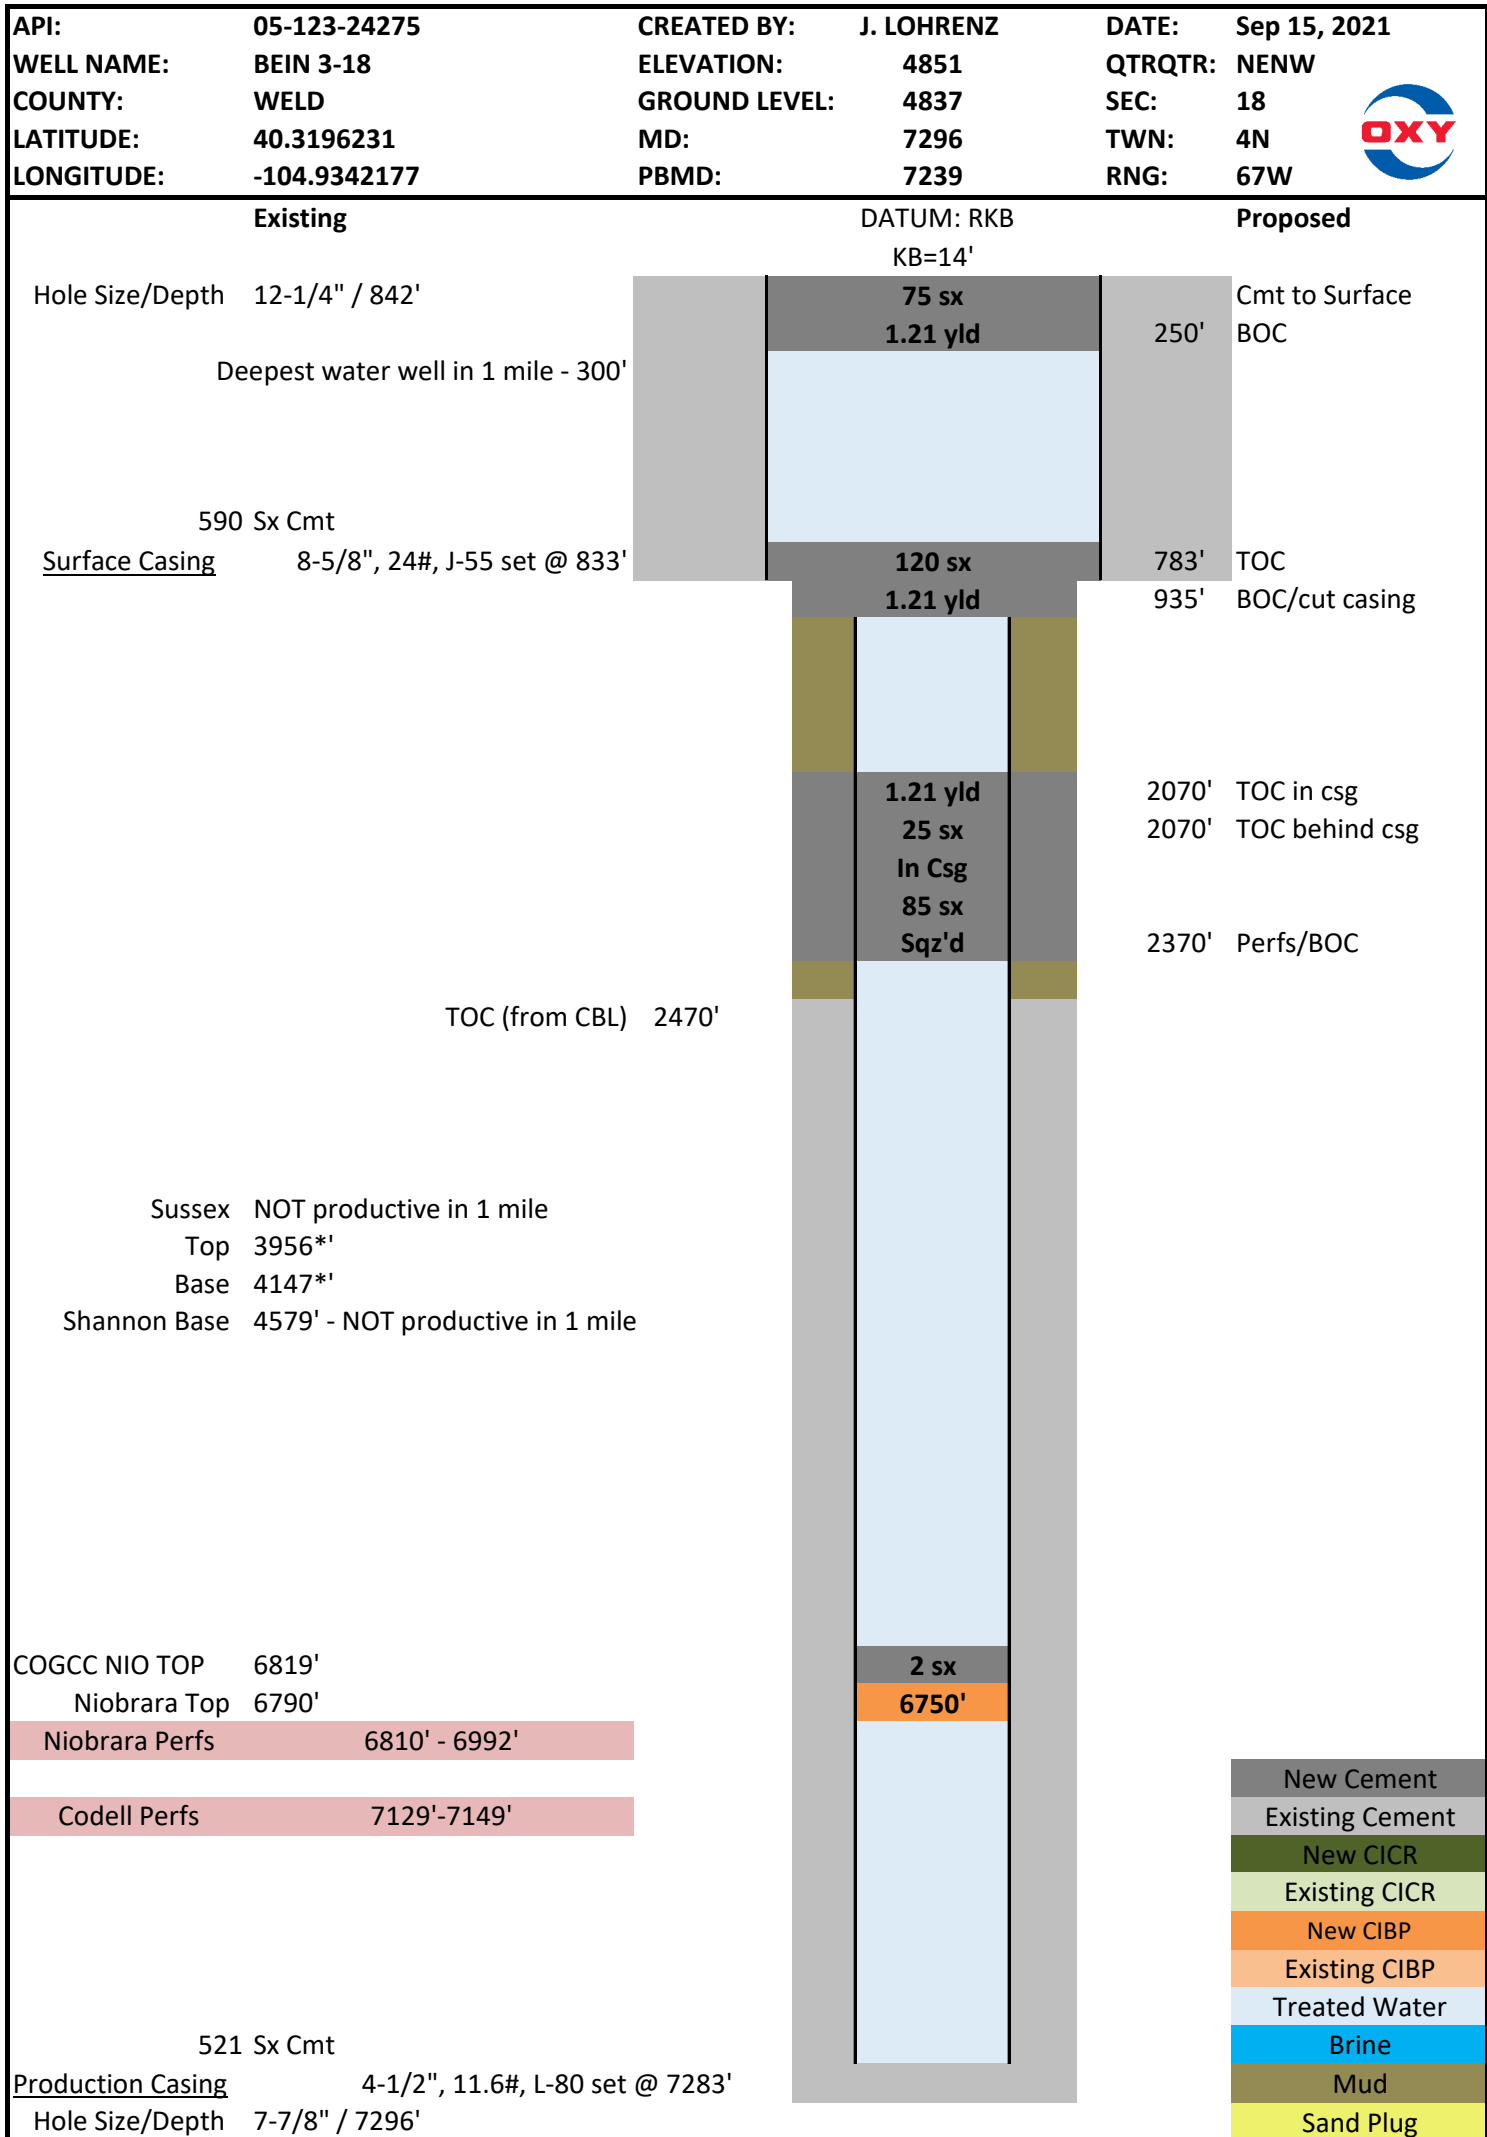 API: 05-123-24275 CREATED BY: J. LOHRENZ DATE: Sep 15, 2021
WELL NAME: BEIN 3-18 ELEVATION: 4851 QTRQTR: NENW
COUNTY: WELD GROUND LEVEL: 4837 SEC: 18
LATITUDE: 40.3196231 MD: 7296 TWN: 4N
OXY
LONGITUDE: -104.9342177 PBMD: 7239 RNG: 67W
Existing DATUM: RKB Proposed
KB=14'
Hole Size/Depth 12-1/4" / 842' 75 sx Cmt to Surface
1.21 yld 250' BOC
Deepest water well in 1 mile - 300'
590 Sx Cmt
Surface Casing 8-5/8", 24#, J-55 set @ 833' 120 sx 783' TOC
1.21 yld 935' BOC/cut casing
1.21 yld 2070' TOC in csg
25 sx 2070' TOC behind csg
In Csg
85 sx
Sqz'd 2370' Perfs/BOC
TOC (from CBL) 2470'
Sussex NOT productive in 1 mile
Top 3956*'
Base 4147*'
Shannon Base 4579' - NOT productive in 1 mile
COGCC NIO TOP 6819' 2 sx
Niobrara Top 6790' 6750'
Niobrara Perfs 6810' - 6992'
New Cement
Codell Perfs 7129'-7149' Existing Cement
New CICR
Existing CICR
New CIBP
Existing CIBP
Treated Water
521 Sx Cmt Brine
Production Casing 4-1/2", 11.6#, L-80 set @ 7283' Mud
Hole Size/Depth 7-7/8" / 7296' Sand Plug